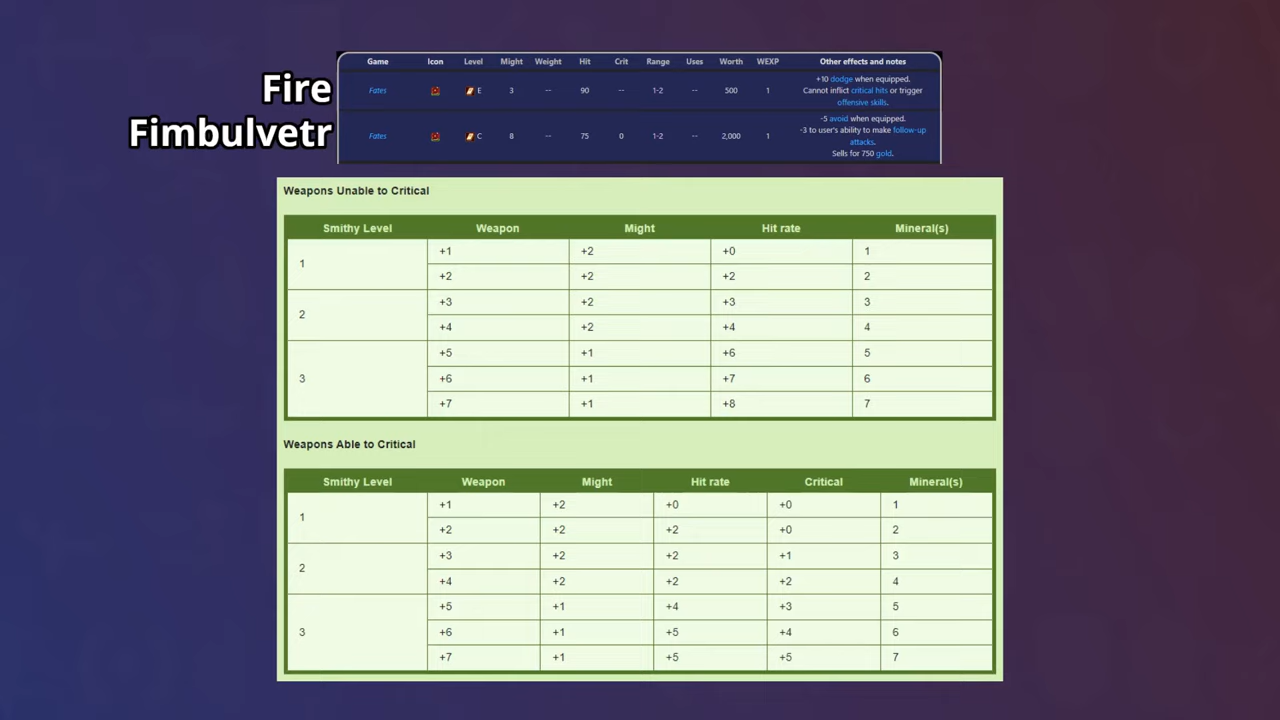 Game Icon Level Might Weight Hit Crit Range Uses Worth WEXP Other effects and notes
Fire
Fates E 3 -- 90 -- 1-2 -- 500 1 +10 dodge when equipped.
Cannot inflict critical hits or trigger
offensive skills.
Fimbulvetr
Fates C 8 -- 75 0 1-2 -- 2,000 1 -5 avoid when equipped.
-3 to user's ability to make follow-up
attacks.
Sells for 750 gold.
Weapons Unable to Critical
Smithy Level Weapon Might Hit rate Mineral(s)
1 +1 +2 +0 1
+2 +2 +2 2
2 +3 +2 +3 3
+4 +2 +4 4
3 +5 +1 +6 5
+6 +1 +7 6
+7 +1 +8 7
Weapons Able to Critical
Smithy Level Weapon Might Hit rate Critical Mineral(s)
1 +1 +2 +0 +0 1
+2 +2 +2 +0 2
2 +3 +2 +2 +1 3
+4 +2 +2 +2 4
3 +5 +1 +4 +3 5
+6 +1 +5 +4 6
+7 +1 +5 +5 7